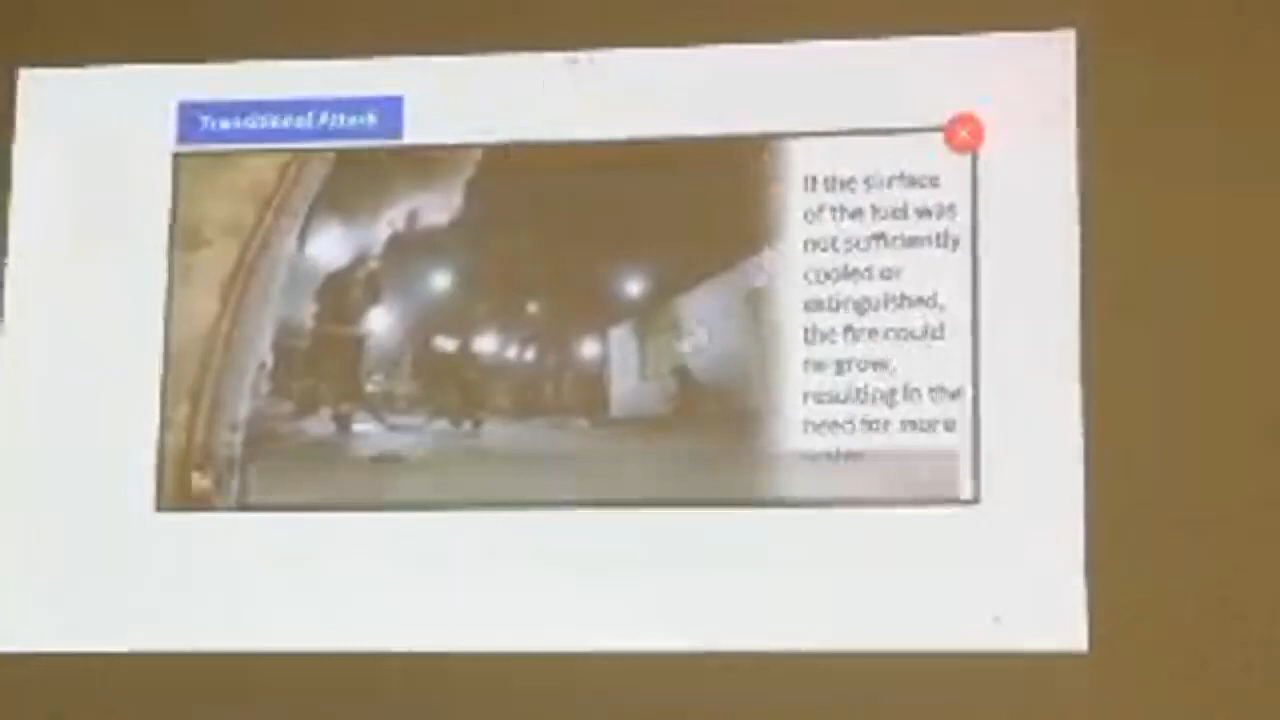 Transitional Attack
If the surface
of the fuel was
not sufficiently
cooled or
extinguished,
the fire could
re-grow,
resulting in the
need for more